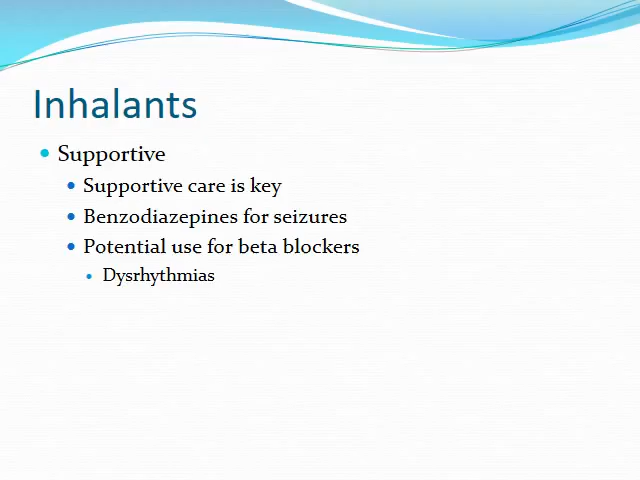 Inhalants
Supportive
Supportive care is key
Benzodiazepines for seizures
Potential use for beta blockers
Dysrhythmias